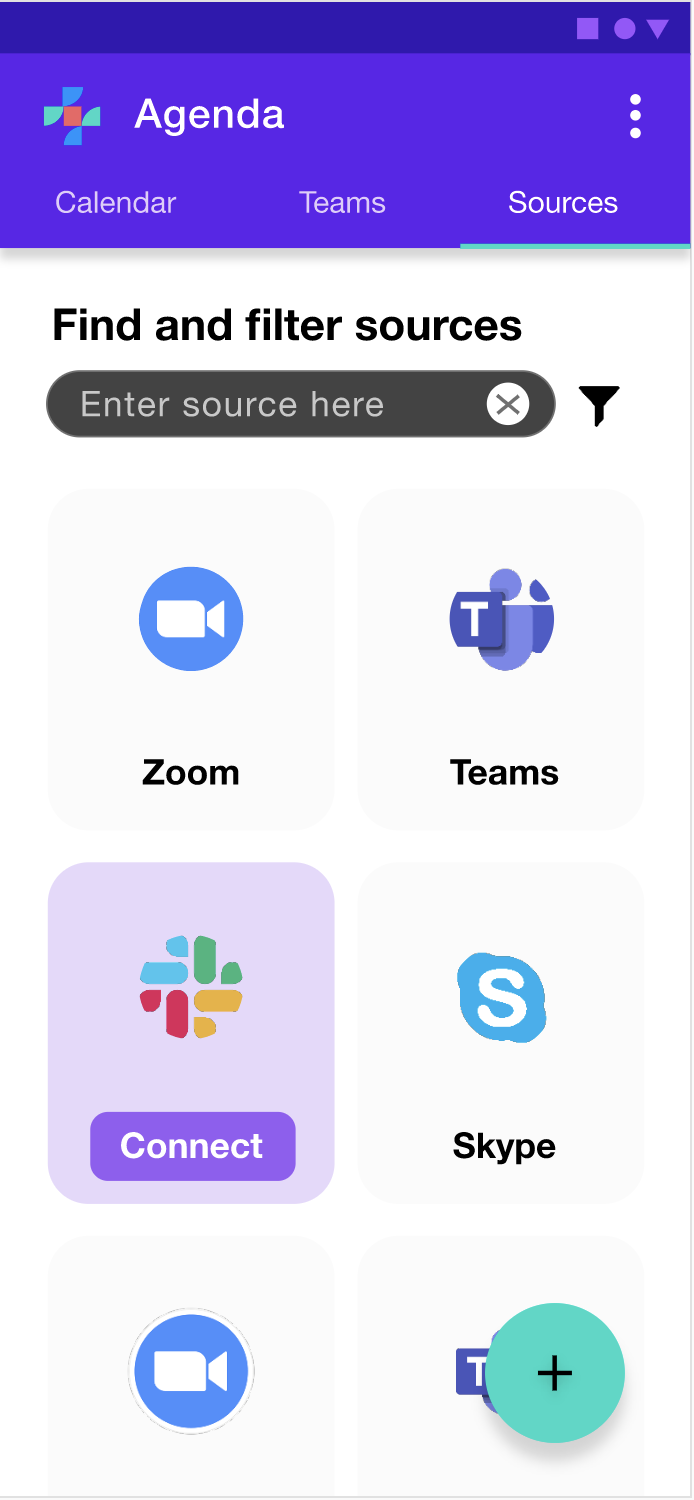 Agenda
Calendar Teams Sources
Find and filter sources
Enter source here
T
Zoom Teams
S
Connect Skype
T
+